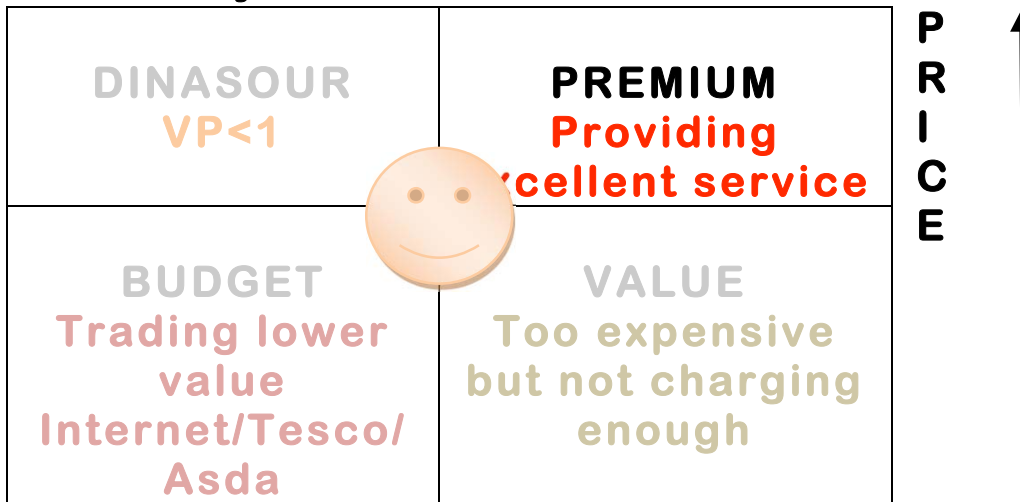 DINASOUR
VP<1
PREMIUM
Providing
xcellent service
BUDGET
Trading lower
value
Internet/Tesco/
Asda
VALUE
Too expensive
but not charging
enough
P
R
I
C
E